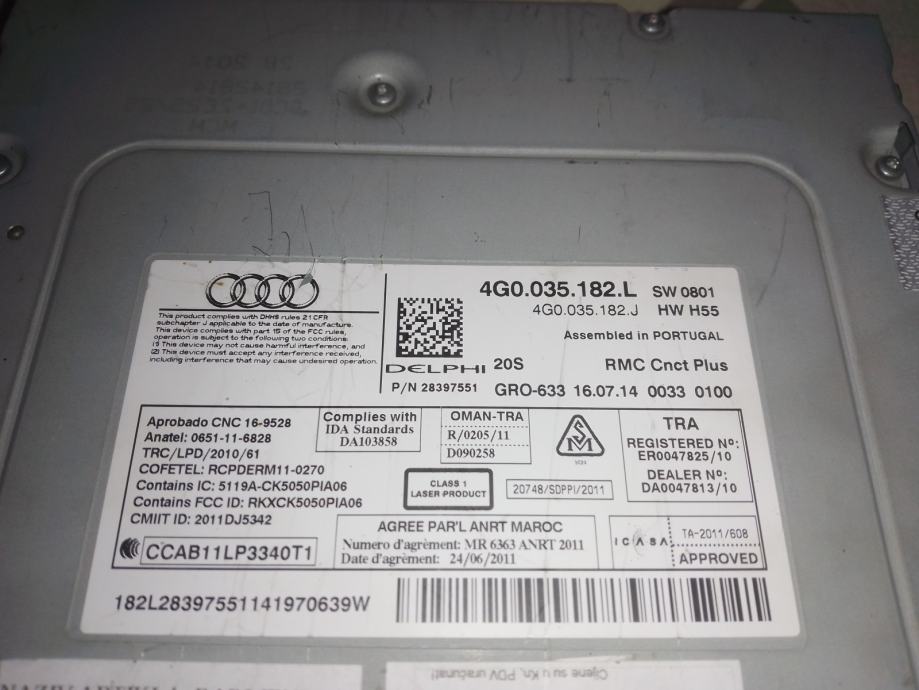 This product complies with DHHS rules 21 CFR
subchapter J applicable to the date of manufacture.
This device complies with part 15 of the FCC rules,
operation is subject to the following two conditions:
(1) This device may not cause harmful interference, and
(2) This device must accept any interference received,
including interference that may cause undesired operation.
4G0.035.182.L SW 0801
4G0.035.182.J HW H55
Assembled in PORTUGAL
DELPHI 20S RMC Cnct Plus
P/N 28397551 GRO-633 16.07.14 0033 0100
Aprobado CNC 16-9528
Anatel: 0651-11-6828
TRC/LPD/2010/61
COFETEL: RCPDERM11-0270
Contains IC: 5119A-CK5050PIA06
Contains FCC ID: RKXCK5050PIA06
CMIIT ID: 2011DJ5342
CCAB11LP3340T1
Complies with
IDA Standards
DA103858
OMAN-TRA
R/0205/11
D090258
CLASS 1
LASER PRODUCT
20748/SDPPI/2011
TRA
REGISTERED Nº:
ER0047825/10
DEALER Nº:
DA0047813/10
AGREE PAR'L ANRT MAROC
Numero d'agrèment: MR 6363 ANRT 2011
Date d'agrèment: 24/06/2011
ICASA TA-2011/608
APPROVED
182L28397551141970639W
Cijene su u Kn, PDV uračunat!